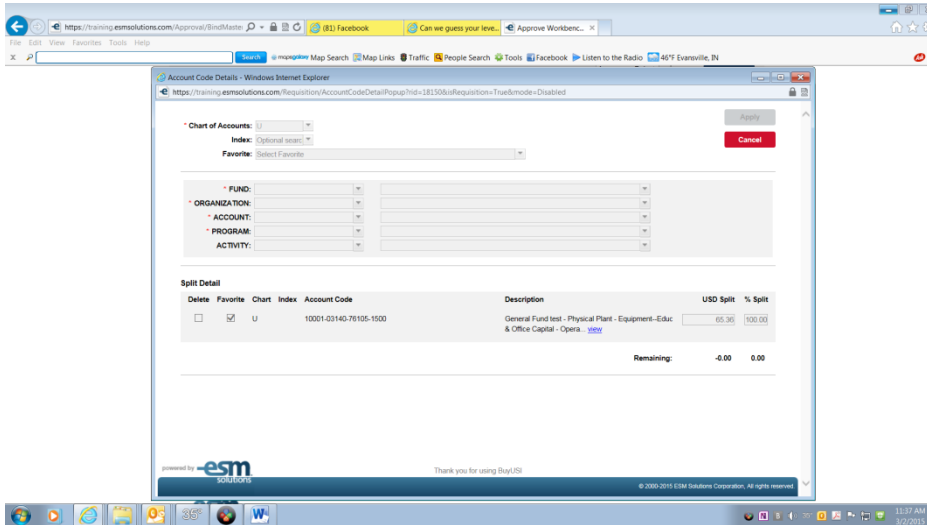 https://training.esmsolutions.com/Approval/BindMaste
(81) Facebook
Can we guess your leve...
Approve Workbenc...
File Edit View Favorites Tools Help
x
Search mapsgalaxy Map Search Map Links Traffic People Search Tools Facebook Listen to the Radio 46°F Evansville, IN
Account Code Details - Windows Internet Explorer
https://training.esmsolutions.com/Requisition/AccountCodeDetailPopup?rid=18150&isRequisition=True&mode=Disabled
Apply
* Chart of Accounts: U
Index: Optional searc
Cancel
Favorite: Select Favorite
* FUND:
* ORGANIZATION:
* ACCOUNT:
* PROGRAM:
ACTIVITY:
Split Detail
Delete Favorite Chart Index Account Code Description USD Split % Split
U 10001-03140-76105-1500 General Fund test - Physical Plant - Equipment--Educ 65.36 100.00
& Office Capital - Opera... view
Remaining: -0.00 0.00
powered by esm
solutions
Thank you for using BuyUSI
© 2000-2015 ESM Solutions Corporation, All rights reserved.
35°
11:37 AM
3/2/2015